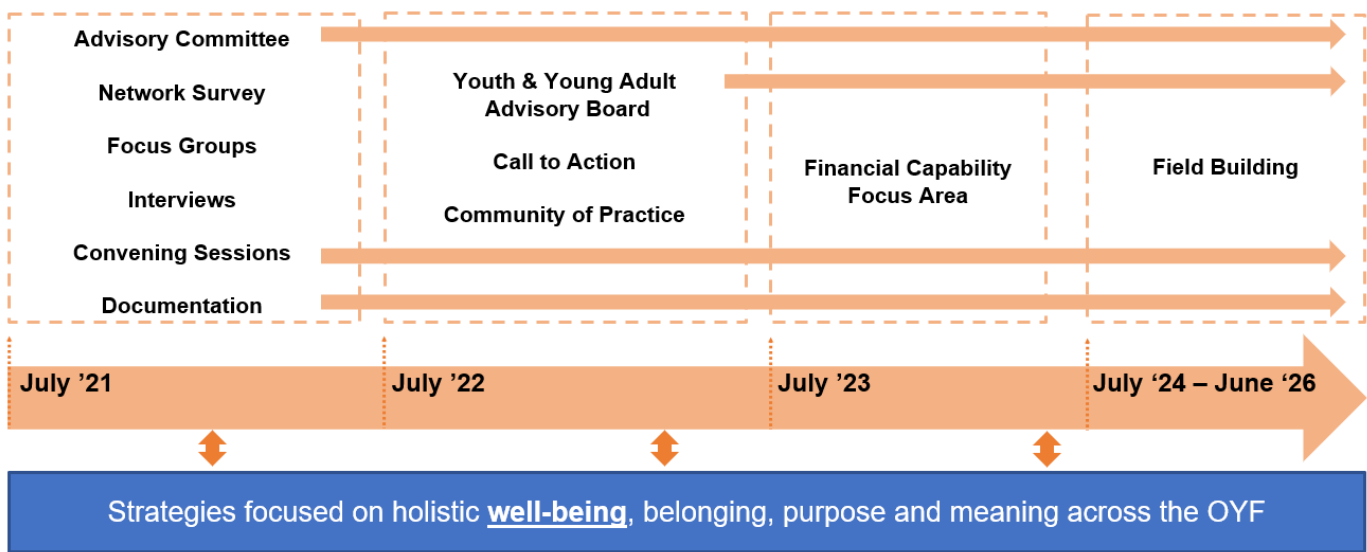 Advisory Committee
Network Survey
Focus Groups
Interviews
Convening Sessions
Documentation
Youth & Young Adult
Advisory Board
Call to Action
Community of Practice
Financial Capability
Focus Area
Field Building
July ’21
July ’22
July ’23
July ‘24 – June ‘26
Strategies focused on holistic well-being, belonging, purpose and meaning across the OYF